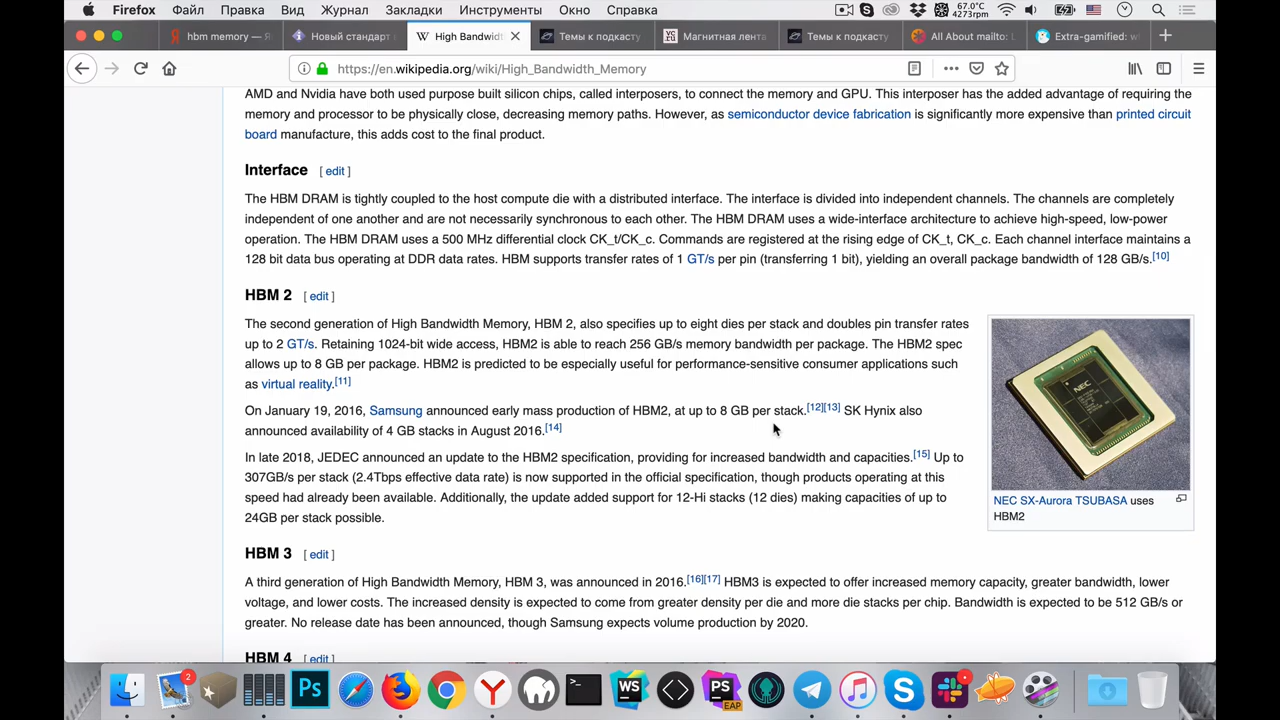 Firefox Файл Правка Вид Журнал Закладки Инструменты Окно Справка 67.0°C 4273rpm
hbm memory — Я Новый стандарт High Bandwidt Темы к подкасту Магнитная лента Темы к подкасту All About mailto: L Extra-gamified: w
https://en.wikipedia.org/wiki/High_Bandwidth_Memory
AMD and Nvidia have both used purpose built silicon chips, called interposers, to connect the memory and GPU. This interposer has the added advantage of requiring the
memory and processor to be physically close, decreasing memory paths. However, as semiconductor device fabrication is significantly more expensive than printed circuit
board manufacture, this adds cost to the final product.
Interface [ edit ]
The HBM DRAM is tightly coupled to the host compute die with a distributed interface. The interface is divided into independent channels. The channels are completely
independent of one another and are not necessarily synchronous to each other. The HBM DRAM uses a wide-interface architecture to achieve high-speed, low-power
operation. The HBM DRAM uses a 500 MHz differential clock CK_t/CK_c. Commands are registered at the rising edge of CK_t, CK_c. Each channel interface maintains a
128 bit data bus operating at DDR data rates. HBM supports transfer rates of 1 GT/s per pin (transferring 1 bit), yielding an overall package bandwidth of 128 GB/s.[10]
HBM 2 [ edit ]
The second generation of High Bandwidth Memory, HBM 2, also specifies up to eight dies per stack and doubles pin transfer rates
up to 2 GT/s. Retaining 1024-bit wide access, HBM2 is able to reach 256 GB/s memory bandwidth per package. The HBM2 spec
allows up to 8 GB per package. HBM2 is predicted to be especially useful for performance-sensitive consumer applications such
as virtual reality.[11]
On January 19, 2016, Samsung announced early mass production of HBM2, at up to 8 GB per stack.[12][13] SK Hynix also
announced availability of 4 GB stacks in August 2016.[14]
In late 2018, JEDEC announced an update to the HBM2 specification, providing for increased bandwidth and capacities.[15] Up to
307GB/s per stack (2.4Tbps effective data rate) is now supported in the official specification, though products operating at this
speed had already been available. Additionally, the update added support for 12-Hi stacks (12 dies) making capacities of up to
24GB per stack possible.
NEC
NEC SX-Aurora TSUBASA uses
HBM2
HBM 3 [ edit ]
A third generation of High Bandwidth Memory, HBM 3, was announced in 2016.[16][17] HBM3 is expected to offer increased memory capacity, greater bandwidth, lower
voltage, and lower costs. The increased density is expected to come from greater density per die and more die stacks per chip. Bandwidth is expected to be 512 GB/s or
greater. No release date has been announced, though Samsung expects volume production by 2020.
HBM 4 [ edit ]
2 Ps WS PS EAP